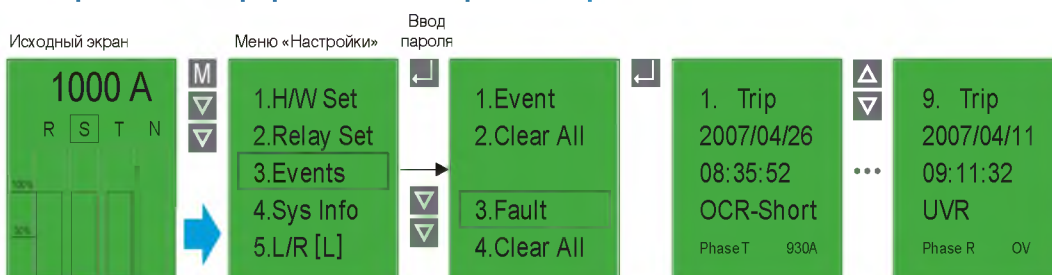 Ввод
Исходный экран
Меню «Настройки»
пароля
1000 A
R S T N
100%
M
1.H/W Set
2.Relay Set
3.Events
4.Sys Info
5.L/R [L]
1.Event
2.Clear All
3.Fault
4.Clear All
1. Trip
2007/04/26
08:35:52
OCR-Short
Phase T 930A
...
9. Trip
2007/04/11
09:11:32
UVR
Phase R OV